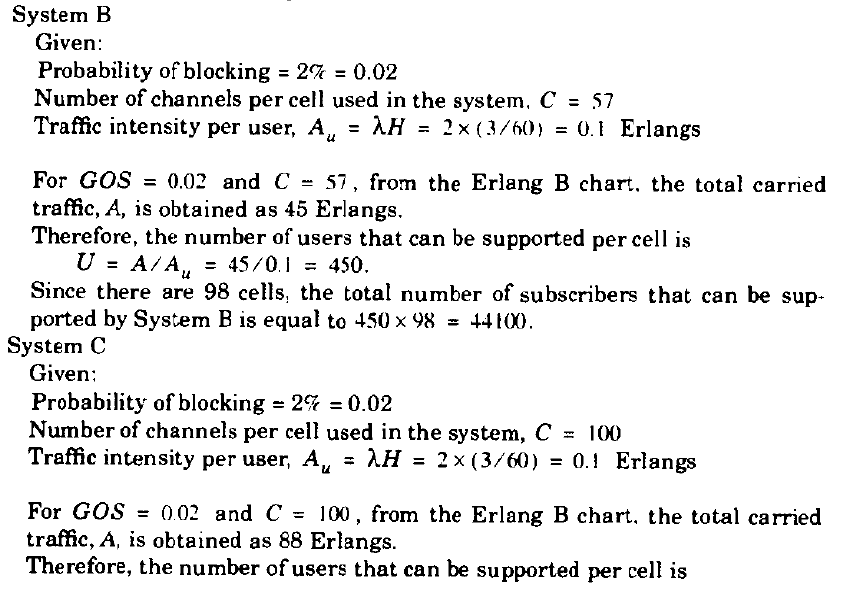 System B
Given:
Probability of blocking = 2% = 0.02
Number of channels per cell used in the system, C = 57
Traffic intensity per user, A_u = λH = 2 × (3/60) = 0.1 Erlangs
For GOS = 0.02 and C = 57, from the Erlang B chart. the total carried
traffic, A, is obtained as 45 Erlangs.
Therefore, the number of users that can be supported per cell is
U = A/A_u = 45/0.1 = 450.
Since there are 98 cells, the total number of subscribers that can be sup-
ported by System B is equal to 450 × 98 = 44100.
System C
Given:
Probability of blocking = 2% = 0.02
Number of channels per cell used in the system, C = 100
Traffic intensity per user, A_u = λH = 2 × (3/60) = 0.1 Erlangs
For GOS = 0.02 and C = 100, from the Erlang B chart. the total carried
traffic, A, is obtained as 88 Erlangs.
Therefore, the number of users that can be supported per cell is